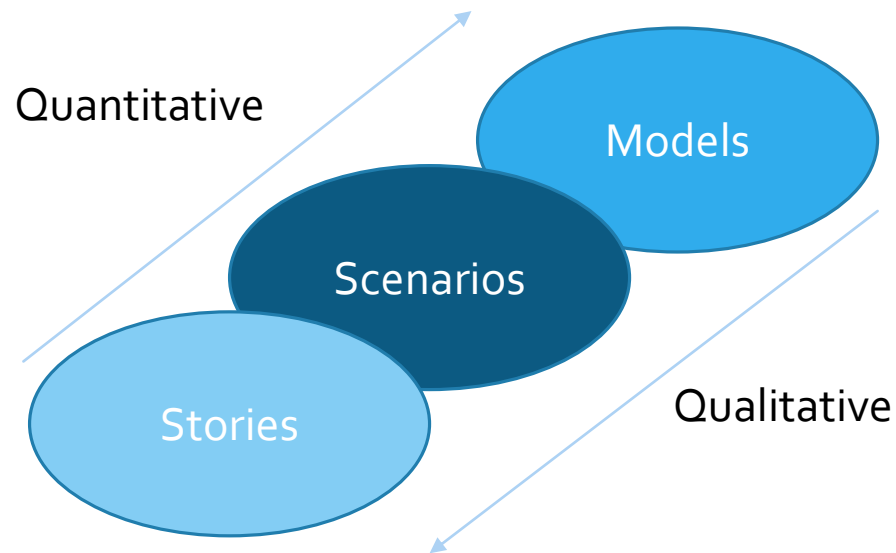 Quantitative
Models
Scenarios
Qualitative
Stories